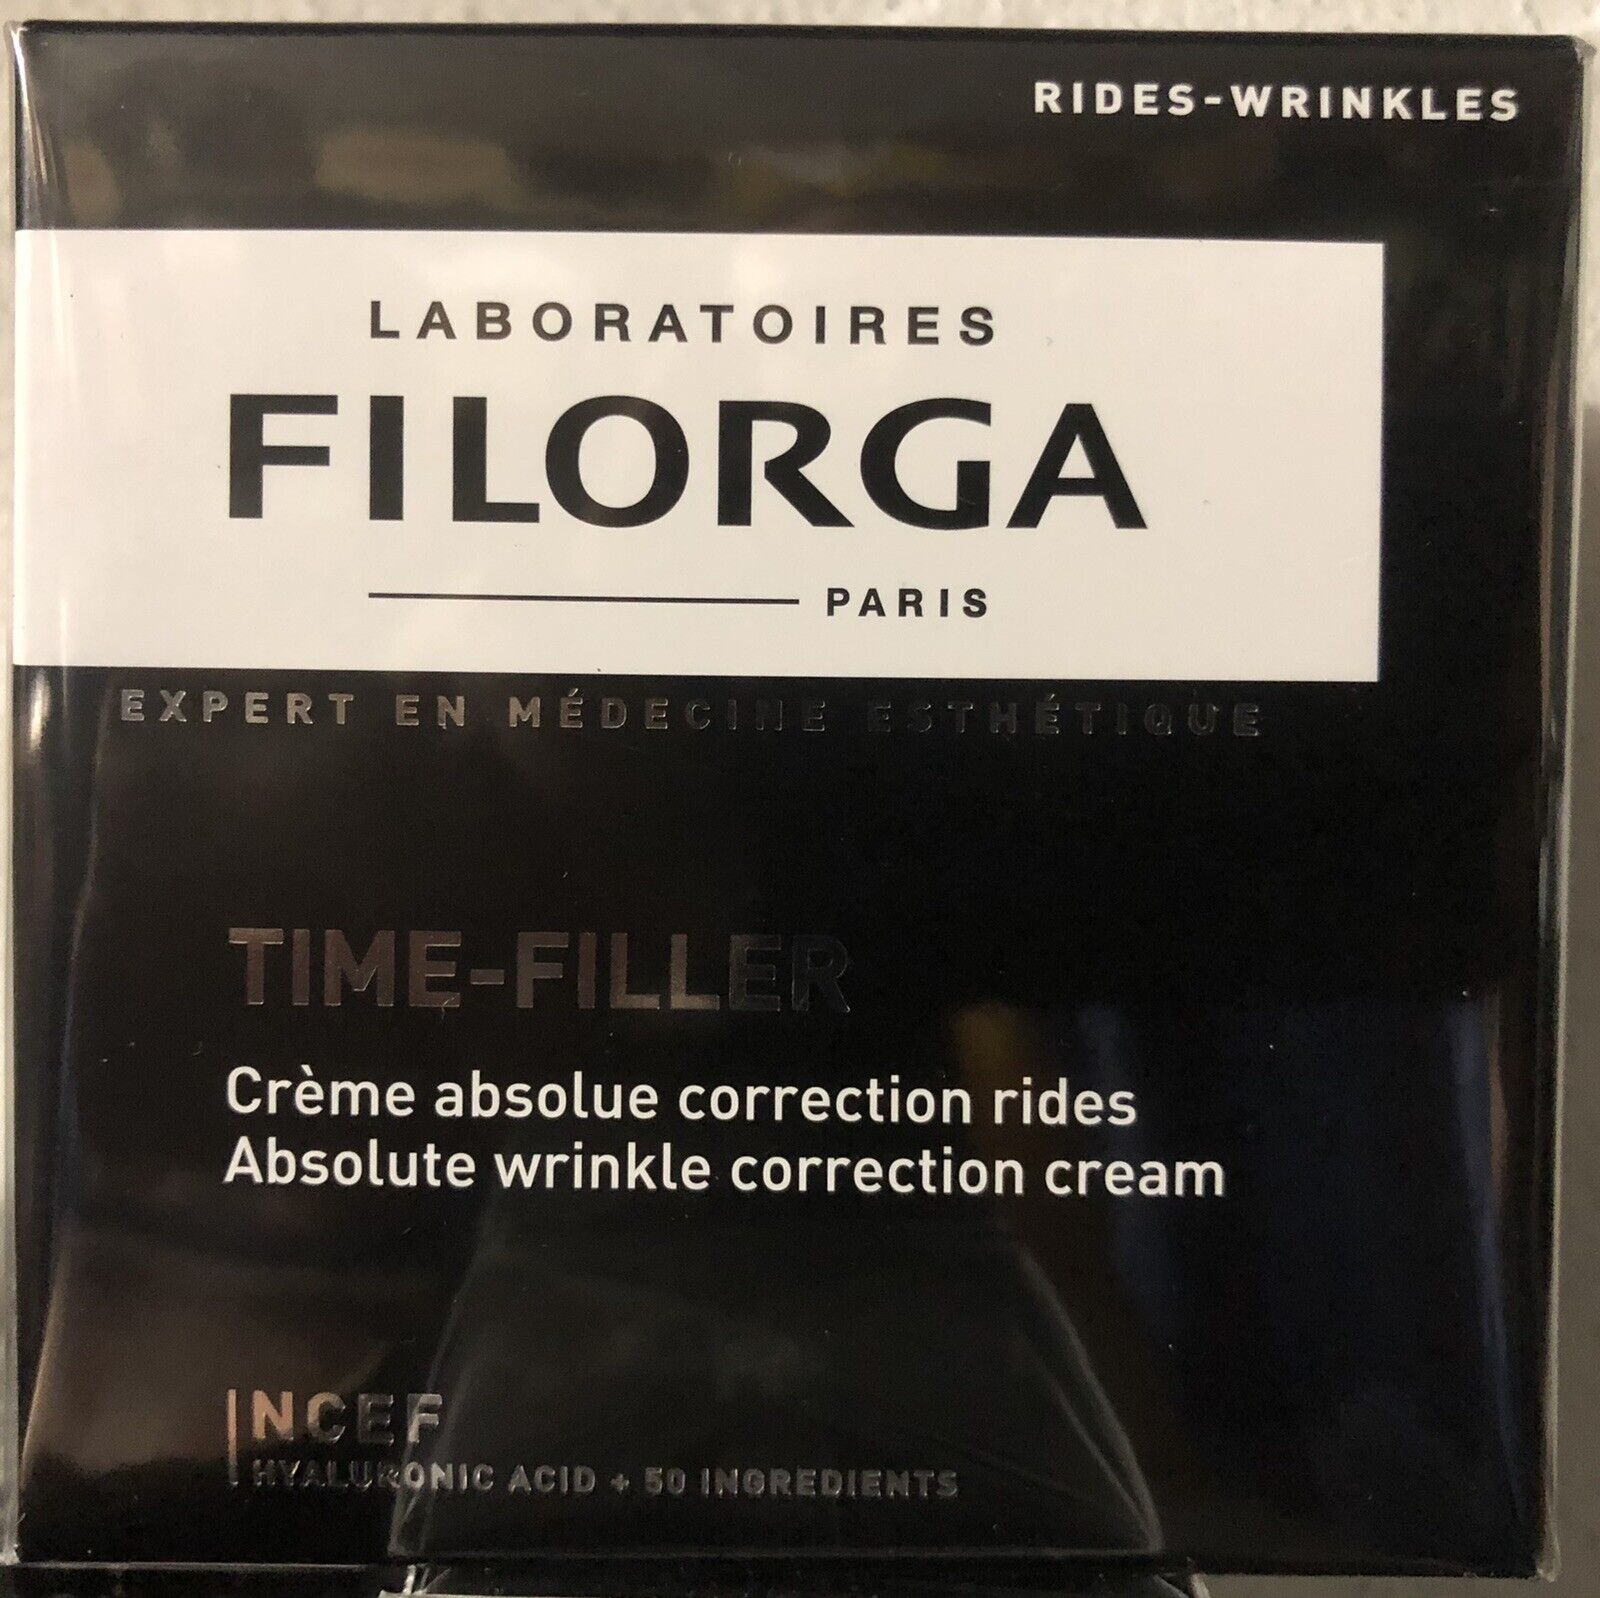 RIDES-WRINKLES
LABORATOIRES
FILORGA
PARIS
EXPERT EN MÉDECINE ESTHÉTIQUE
TIME-FILLER
Crème absolue correction rides
Absolute wrinkle correction cream
NCEF
HYALURONIC ACID + 50 INGREDIENTS